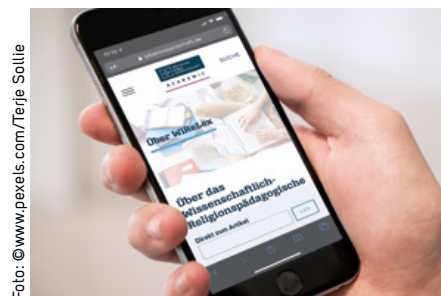 Foto: ©www.pexels.com/Terje Sollie
SUCHE
ACADEMIC
Über WiReLex
Über das
Wissenschaftlich-
Religionspädagogische
Direkt zum Artikel